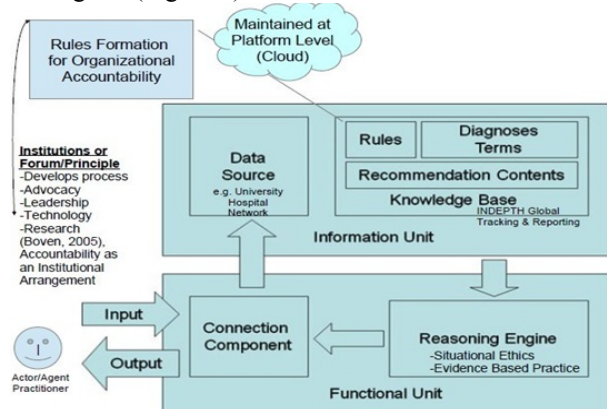 Rules Formation
for Organizational
Accountability
Maintained at
Platform Level
(Cloud)
Institutions or
Forum/Principle
-Develops process
-Advocacy
-Leadership
-Technology
-Research
(Boven, 2005),
Accountability as
an Institutional
Arrangement
Data
Source
e.g. University
Hospital
Network
Rules
Diagnoses
Terms
Recommendation Contents
Knowledge Base
INDEPTH Global
Tracking & Reporting
Information Unit
Input
Output
Actor/Agent
Practitioner
Connection
Component
Reasoning Engine
-Situational Ethics
-Evidence Based Practice
Functional Unit